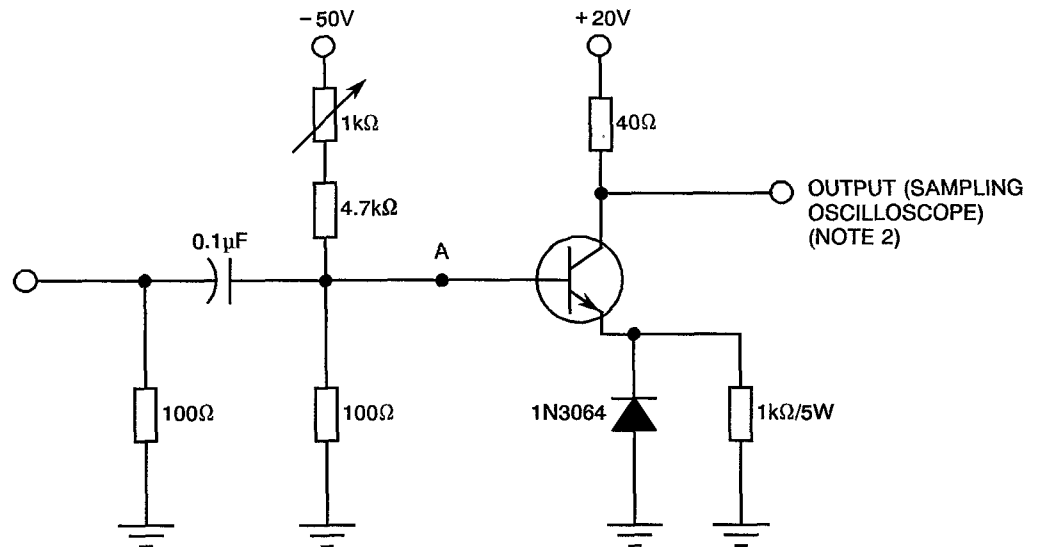 −50V
+20V
1kΩ
40Ω
4.7kΩ
OUTPUT (SAMPLING
OSCILLOSCOPE)
(NOTE 2)
0.1μF
A
100Ω
100Ω
1N3064
1kΩ/5W